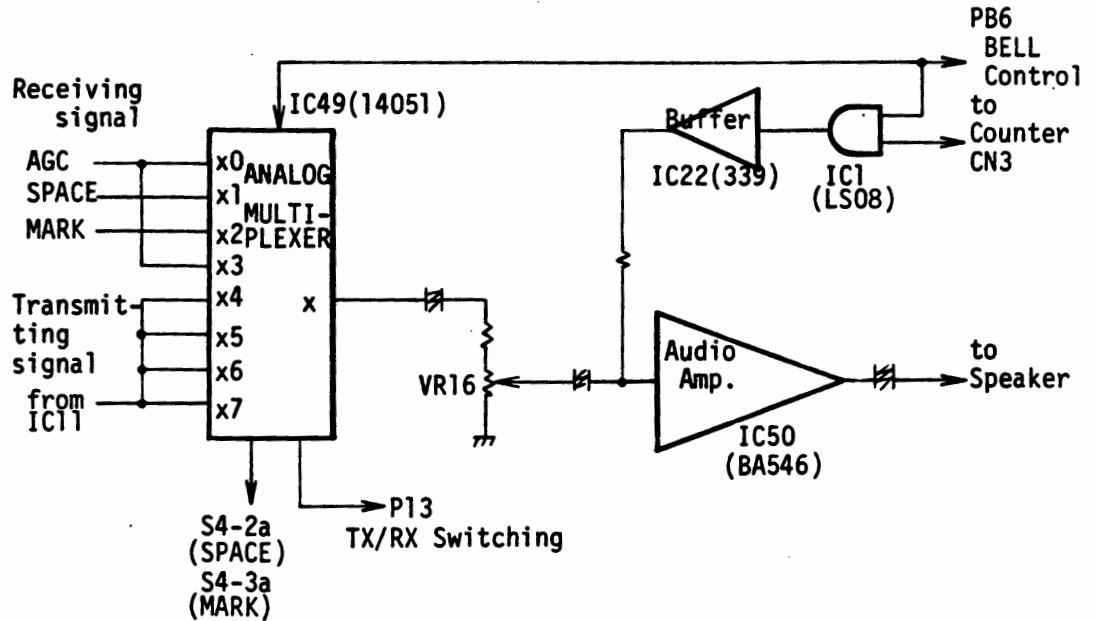 PB6
BELL
Control
to
Counter
CN3
Receiving
signal
IC49(14051)
Buffer
IC22(339)
IC1
(LS08)
AGC
SPACE
MARK
x0
x1
x2
x3
x4
x5
x6
x7
ANALOG
MULTI-
PLEXER
x
Transmit-
ting
signal
from
IC11
VR16
Audio
Amp.
IC50
(BA546)
to
Speaker
S4-2a
(SPACE)
S4-3a
(MARK)
P13
TX/RX Switching